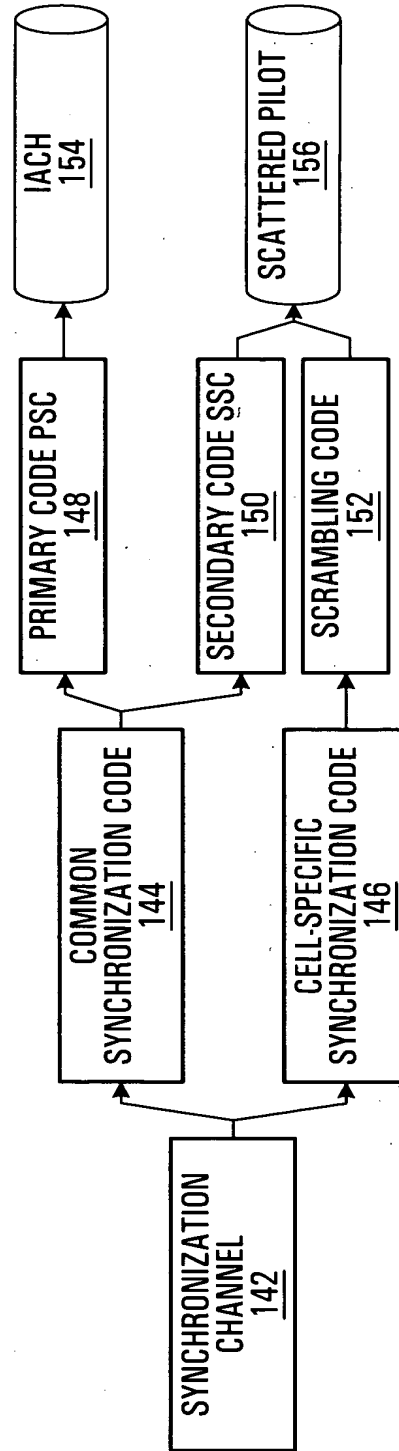 SYNCHRONIZATION
CHANNEL
142
COMMON
SYNCHRONIZATION CODE
144
CELL-SPECIFIC
SYNCHRONIZATION CODE
146
PRIMARY CODE PSC
148
SECONDARY CODE SSC
150
SCRAMBLING CODE
152
IACH
154
SCATTERED PILOT
156